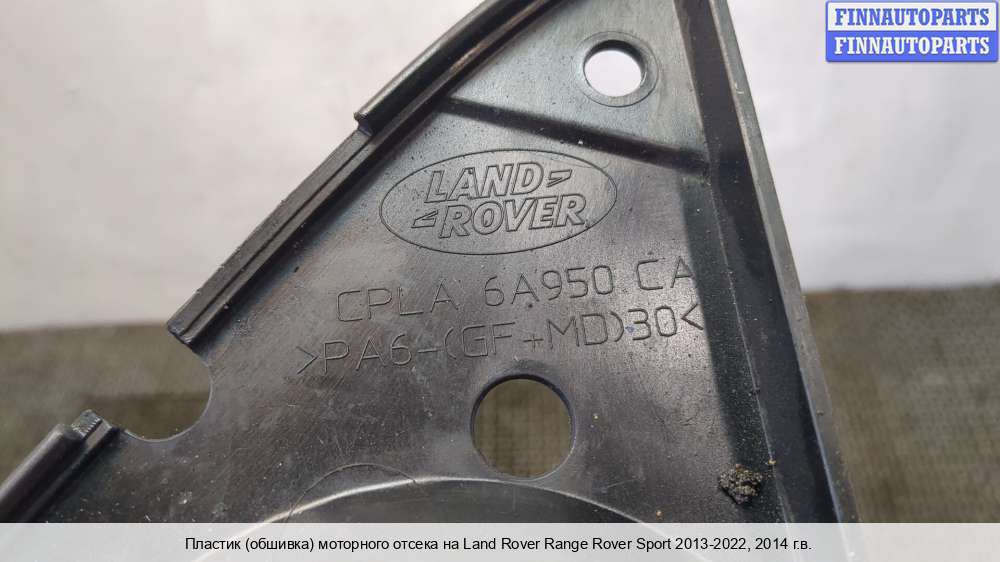 FINNAUTOPARTS
FINNAUTOPARTS
LAND
ROVER
CPLA 6A950 CA
>PA6-(GF+MD)30<
Пластик (обшивка) моторного отсека на Land Rover Range Rover Sport 2013-2022, 2014 г.в.